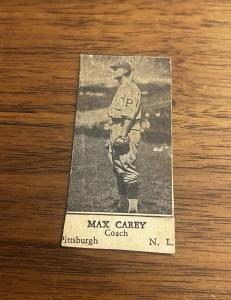 P
MAX CAREY
Coach
Pittsburgh N. L.